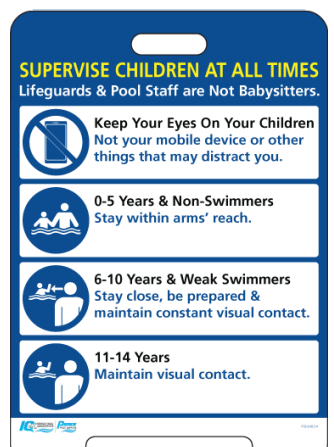 SUPERVISE CHILDREN AT ALL TIMES
Lifeguards & Pool Staff are Not Babysitters.
Keep Your Eyes On Your Children
Not your mobile device or other
things that may distract you.
0-5 Years & Non-Swimmers
Stay within arms’ reach.
6-10 Years & Weak Swimmers
Stay close, be prepared &
maintain constant visual contact.
11-14 Years
Maintain visual contact.